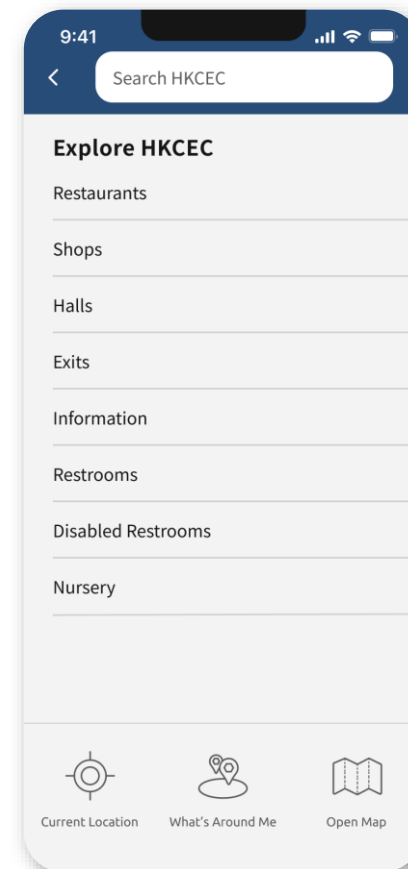 9:41
Search HKCEC
Explore HKCEC
Restaurants
Shops
Halls
Exits
Information
Restrooms
Disabled Restrooms
Nursery
Current Location What's Around Me Open Map